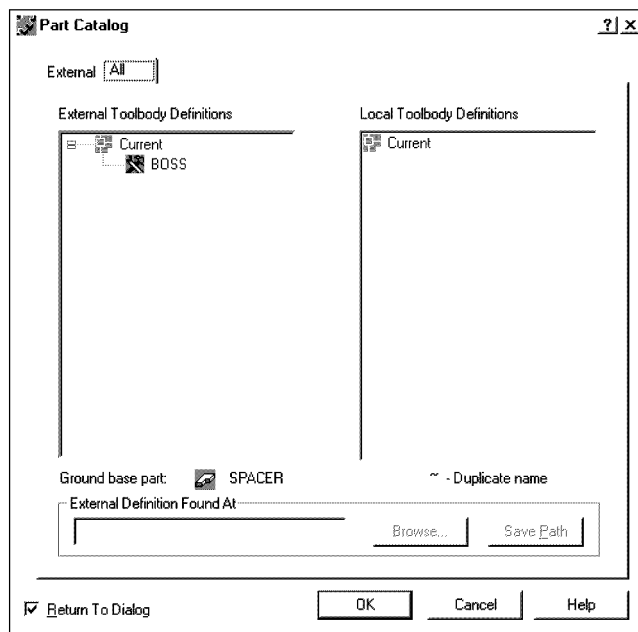 Part Catalog
External All
External Toolbody Definitions
Local Toolbody Definitions
Current
BOSS
Current
Ground base part: SPACER
~ - Duplicate name
External Definition Found At
Browse... Save Path
Return To Dialog
OK Cancel Help